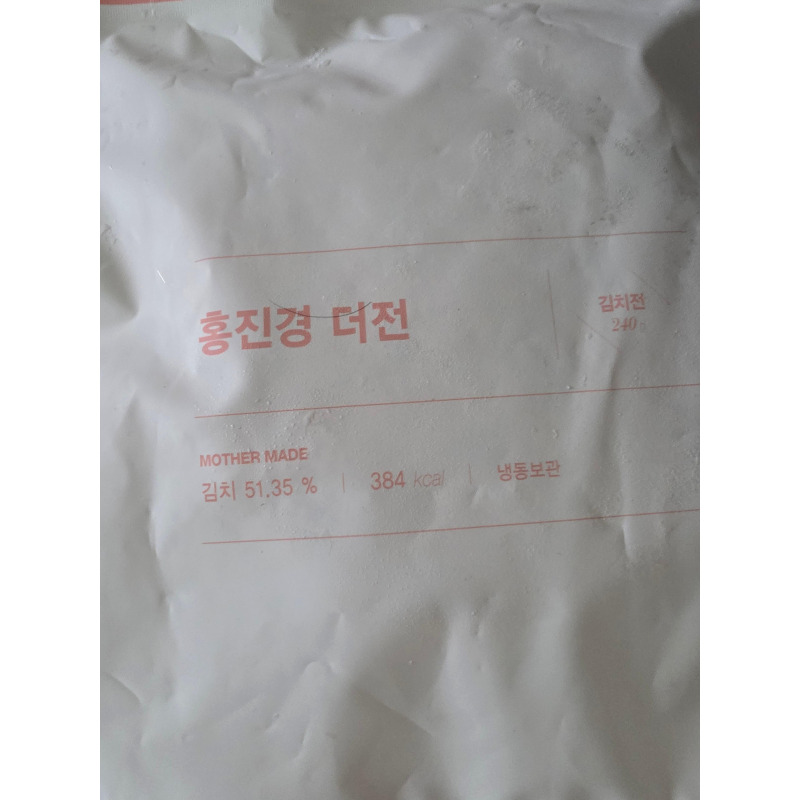 홍진경 더전
김치전
240 g
MOTHER MADE
김치 51.35 % | 384 kcal | 냉동보관